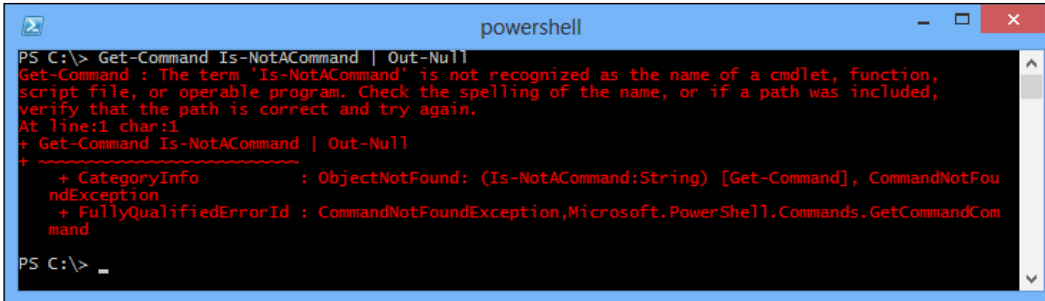 powershell
PS C:\> Get-Command Is-NotACommand | Out-Null
Get-Command : The term 'Is-NotACommand' is not recognized as the name of a cmdlet, function,
script file, or operable program. Check the spelling of the name, or if a path was included,
verify that the path is correct and try again.
At line:1 char:1
+ Get-Command Is-NotACommand | Out-Null
+ ~~~~~~~~~~~~~~~~~~~~~~~~~~
    + CategoryInfo          : ObjectNotFound: (Is-NotACommand:String) [Get-Command], CommandNotFou
   ndException
    + FullyQualifiedErrorId : CommandNotFoundException,Microsoft.PowerShell.Commands.GetCommandCom
   mand
PS C:\> _